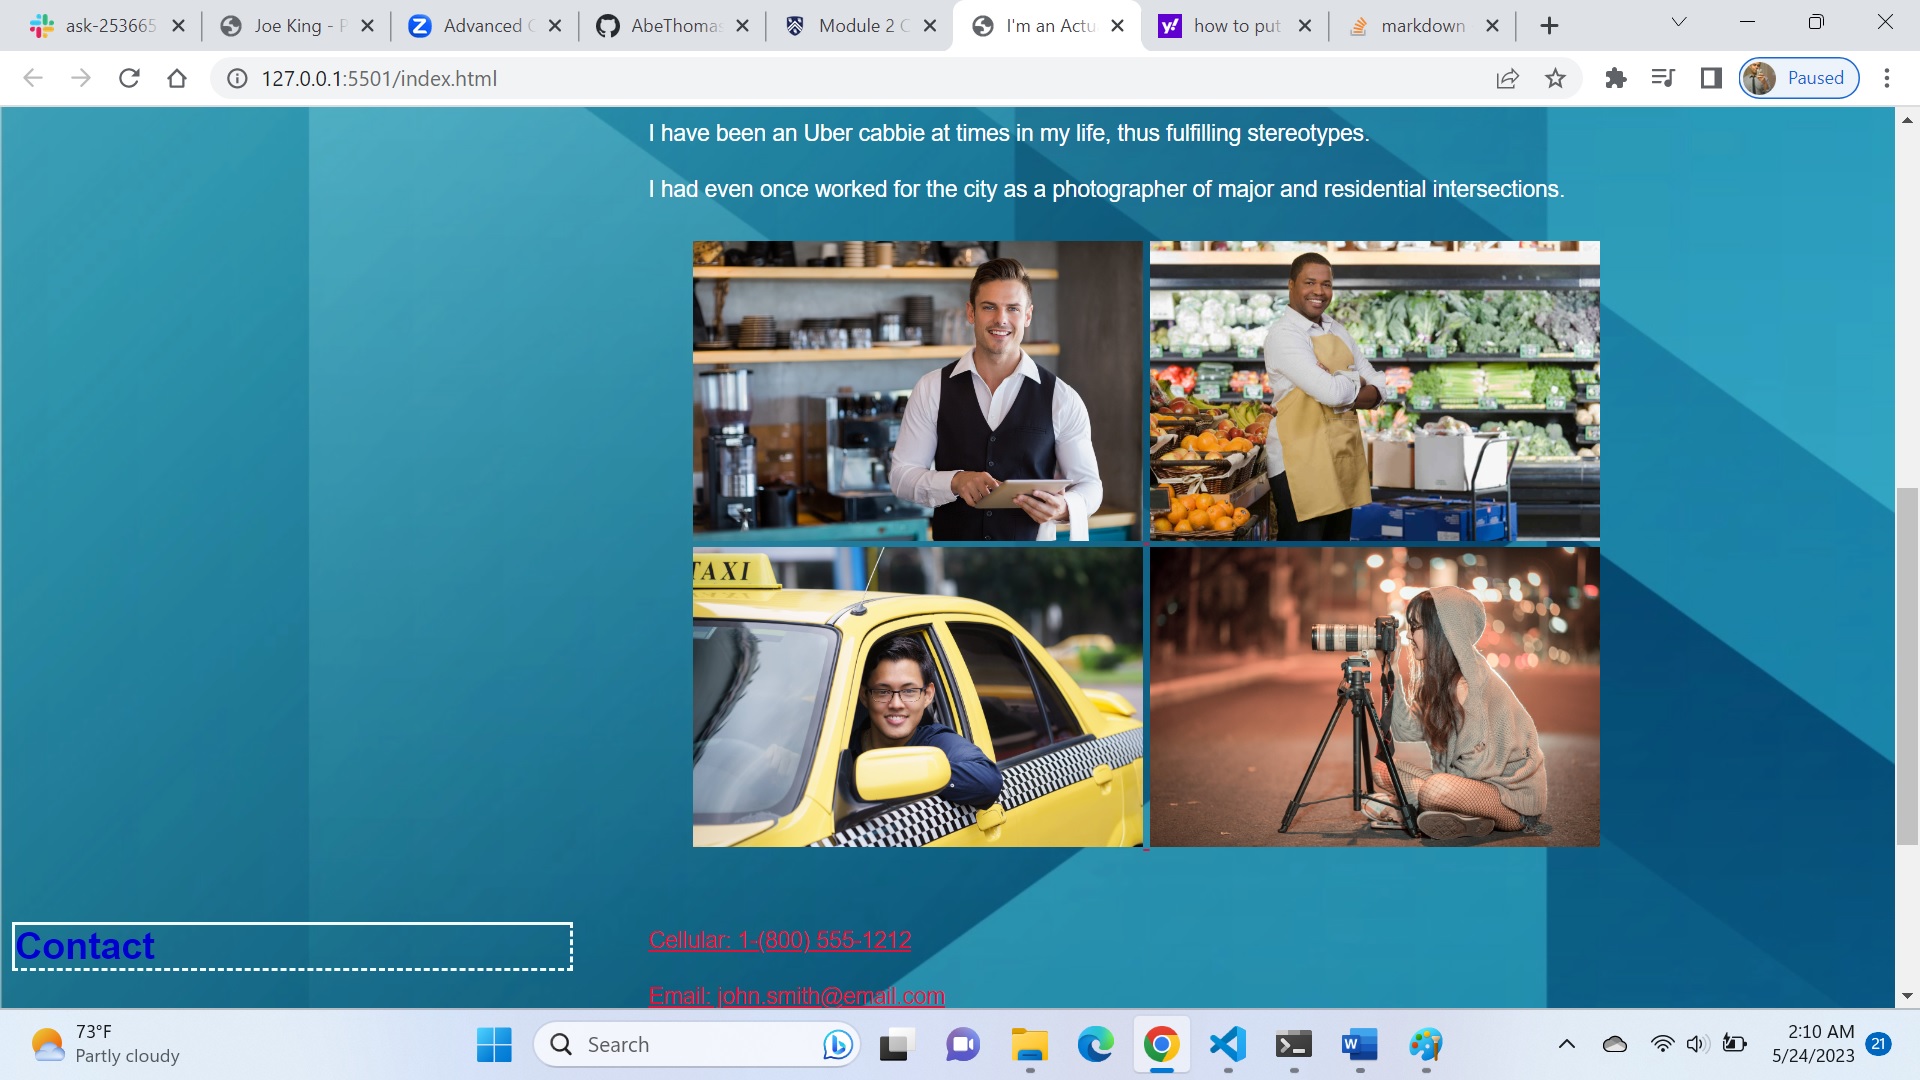 ask-253665
Joe King - P
Advanced C
AbeThomas
Module 2 C
I'm an Actu
how to put
markdown
127.0.0.1:5501/index.html
Paused
I have been an Uber cabbie at times in my life, thus fulfilling stereotypes.
I had even once worked for the city as a photographer of major and residential intersections.
TAXI
Contact
Cellular: 1-(800) 555-1212
Email: john.smith@email.com
73°F
Partly cloudy
Search
2:10 AM
5/24/2023
21